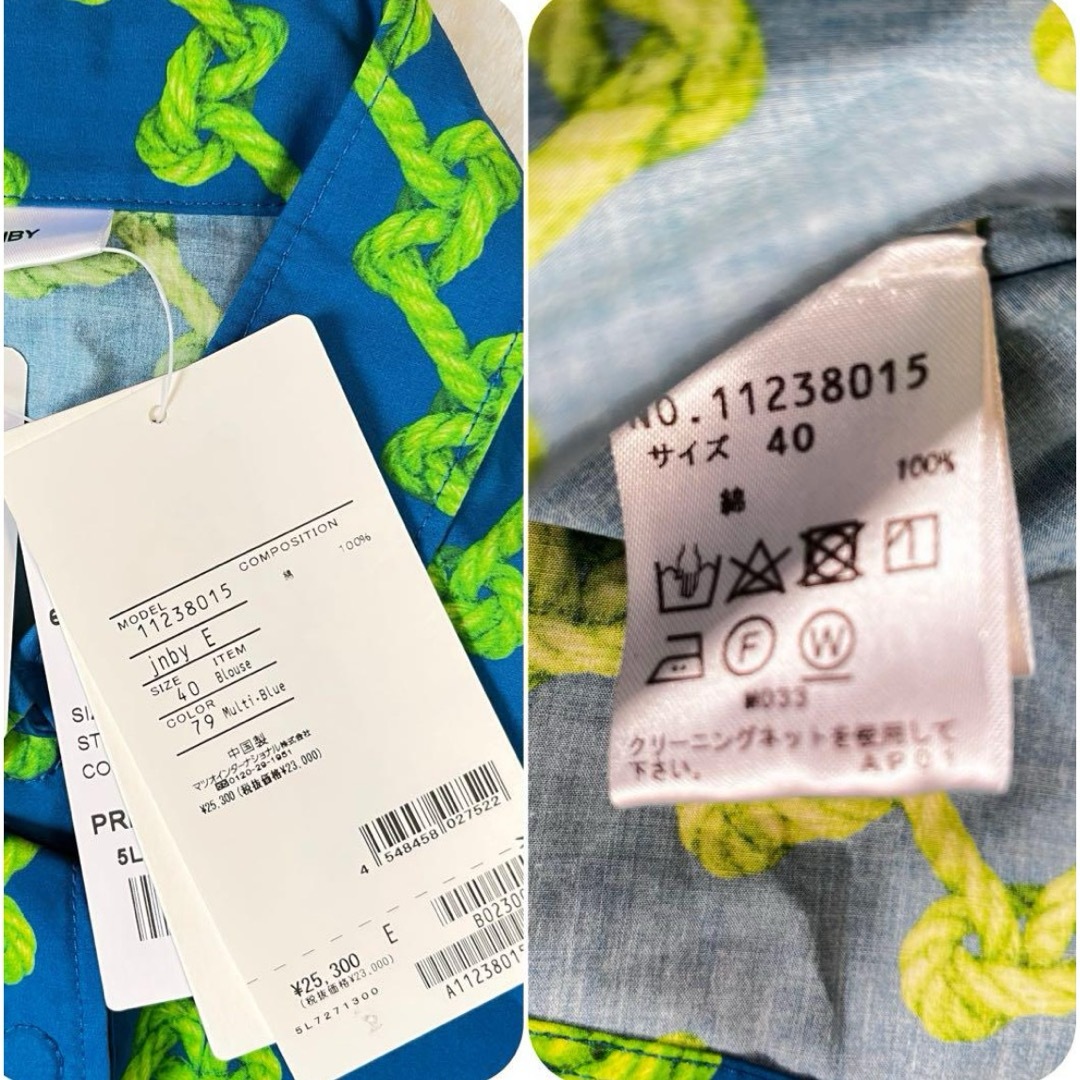 COMPOSITION
綿 100%
MODEL
11238015
jnby E
SIZE ITEM
40 Blouse
COLOR
79 Multi·Blue
中国製
マツオインターナショナル株式会社
0120-29-1951
¥25,300(税抜価格¥23,000)
4 548458 027522
E
¥25,300
(税抜価格¥23,000)
5L7271300
A11238015
PR
5L
NO.11238015
サイズ 40
綿 100%
W033
クリーニングネットを使用して
下さい。 AP01